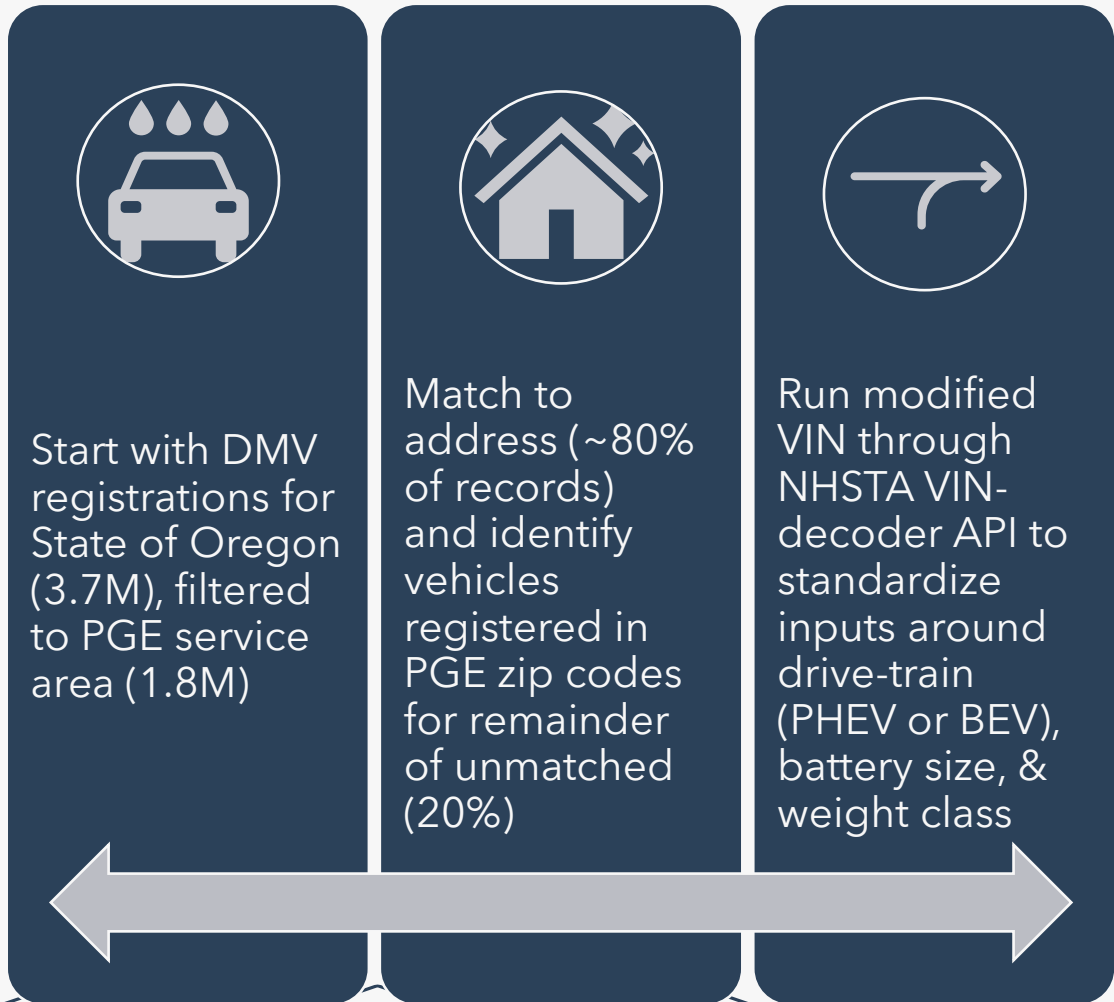 Start with DMV
registrations for
State of Oregon
(3.7M), filtered
to PGE service
area (1.8M)
Match to
address (~80%
of records)
and identify
vehicles
registered in
PGE zip codes
for remainder
of unmatched
(20%)
Run modified
VIN through
NHSTA VIN-
decoder API to
standardize
inputs around
drive-train
(PHEV or BEV),
battery size, &
weight class